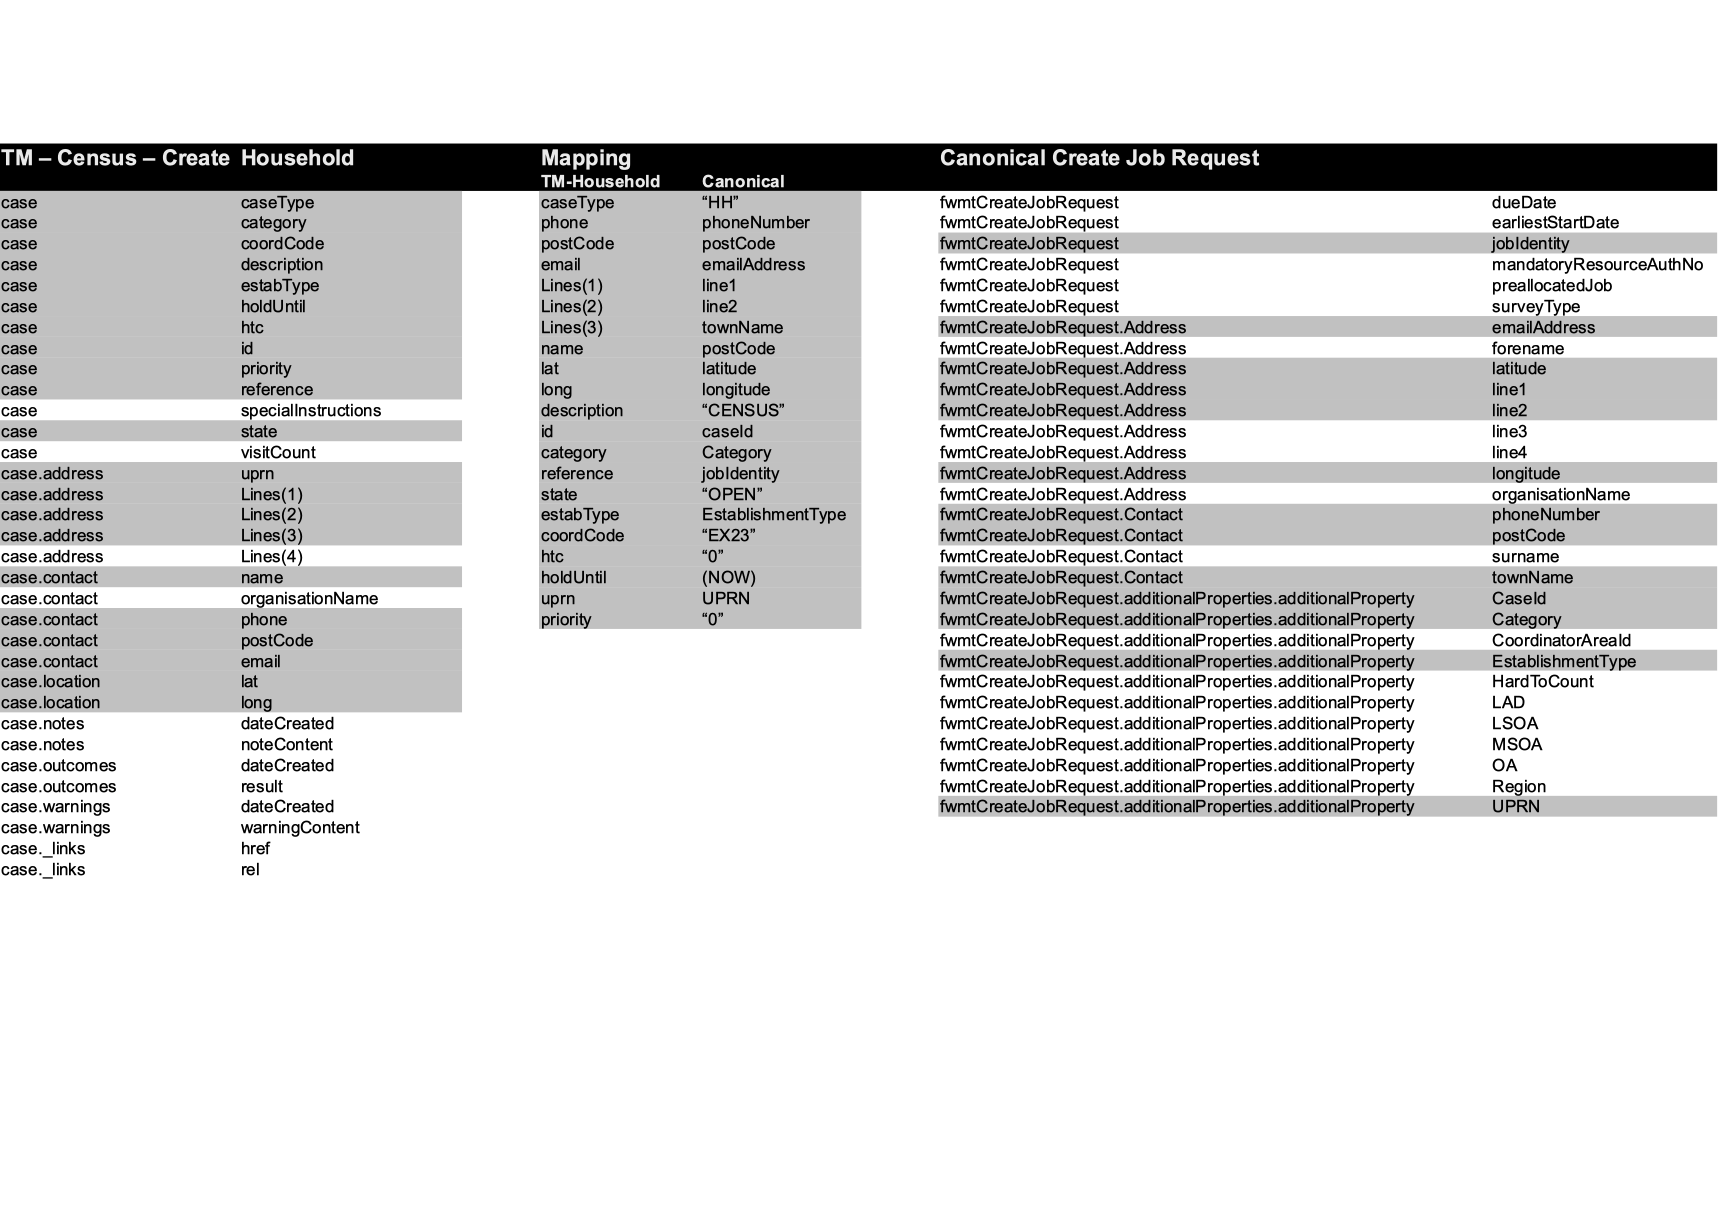 TM – Census – Create Household Mapping Canonical Create Job Request
TM-Household Canonical
case caseType caseType “HH” fwmtCreateJobRequest dueDate
case category phone phoneNumber fwmtCreateJobRequest earliestStartDate
case coordCode postCode postCode fwmtCreateJobRequest jobIdentity
case description email emailAddress fwmtCreateJobRequest mandatoryResourceAuthNo
case estabType Lines(1) line1 fwmtCreateJobRequest preallocatedJob
case holdUntil Lines(2) line2 fwmtCreateJobRequest surveyType
case htc Lines(3) townName fwmtCreateJobRequest.Address emailAddress
case id name postCode fwmtCreateJobRequest.Address forename
case priority lat latitude fwmtCreateJobRequest.Address latitude
case reference long longitude fwmtCreateJobRequest.Address line1
case specialInstructions description “CENSUS” fwmtCreateJobRequest.Address line2
case state id caseId fwmtCreateJobRequest.Address line3
case visitCount category Category fwmtCreateJobRequest.Address line4
case.address uprn reference jobIdentity fwmtCreateJobRequest.Address longitude
case.address Lines(1) state “OPEN” fwmtCreateJobRequest.Address organisationName
case.address Lines(2) estabType EstablishmentType fwmtCreateJobRequest.Contact phoneNumber
case.address Lines(3) coordCode “EX23” fwmtCreateJobRequest.Contact postCode
case.address Lines(4) htc “0” fwmtCreateJobRequest.Contact surname
case.contact name holdUntil (NOW) fwmtCreateJobRequest.Contact townName
case.contact organisationName uprn UPRN fwmtCreateJobRequest.additionalProperties.additionalProperty CaseId
case.contact phone priority “0” fwmtCreateJobRequest.additionalProperties.additionalProperty Category
case.contact postCode fwmtCreateJobRequest.additionalProperties.additionalProperty CoordinatorAreaId
case.contact email fwmtCreateJobRequest.additionalProperties.additionalProperty EstablishmentType
case.location lat fwmtCreateJobRequest.additionalProperties.additionalProperty HardToCount
case.location long fwmtCreateJobRequest.additionalProperties.additionalProperty LAD
case.notes dateCreated fwmtCreateJobRequest.additionalProperties.additionalProperty LSOA
case.notes noteContent fwmtCreateJobRequest.additionalProperties.additionalProperty MSOA
case.outcomes dateCreated fwmtCreateJobRequest.additionalProperties.additionalProperty OA
case.outcomes result fwmtCreateJobRequest.additionalProperties.additionalProperty Region
case.warnings dateCreated fwmtCreateJobRequest.additionalProperties.additionalProperty UPRN
case.warnings warningContent
case._links href
case._links rel